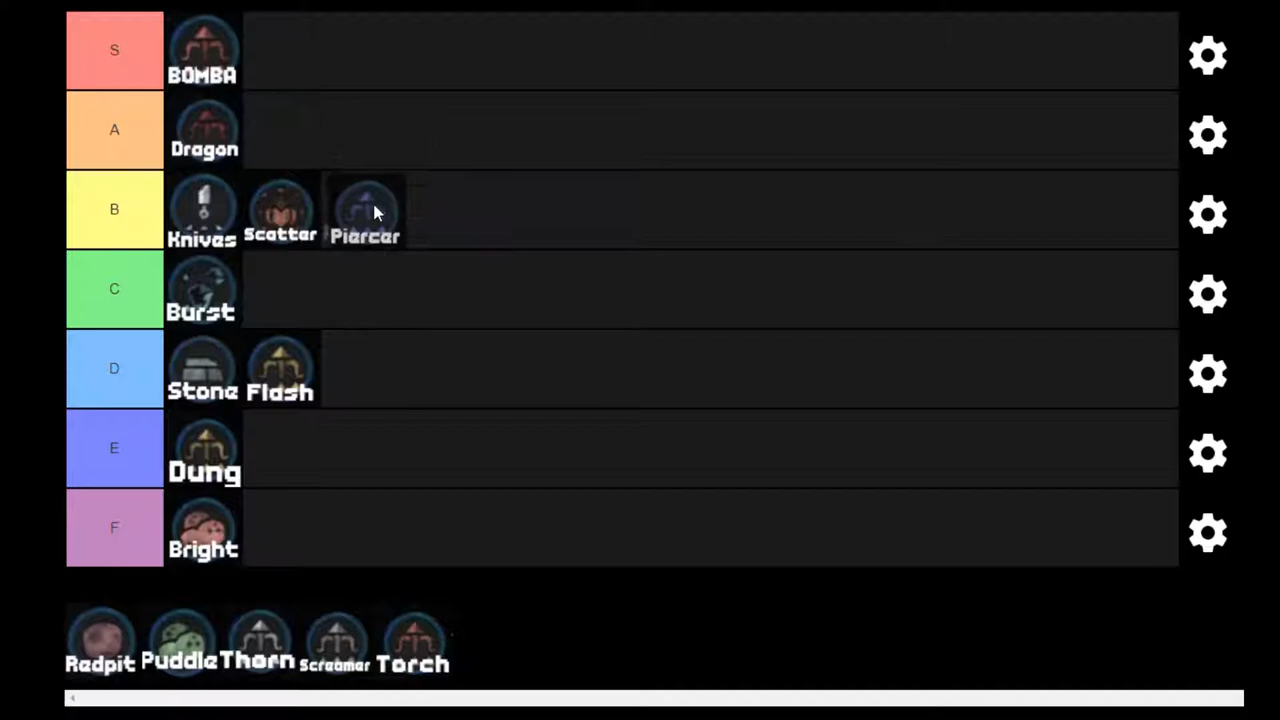 S
BOMBA
A
Dragon
B
Knives Scatter Piercer
C
Burst
D
Stone Flash
E
Dung
F
Bright
Redpit Puddle Thorn Screamer Torch